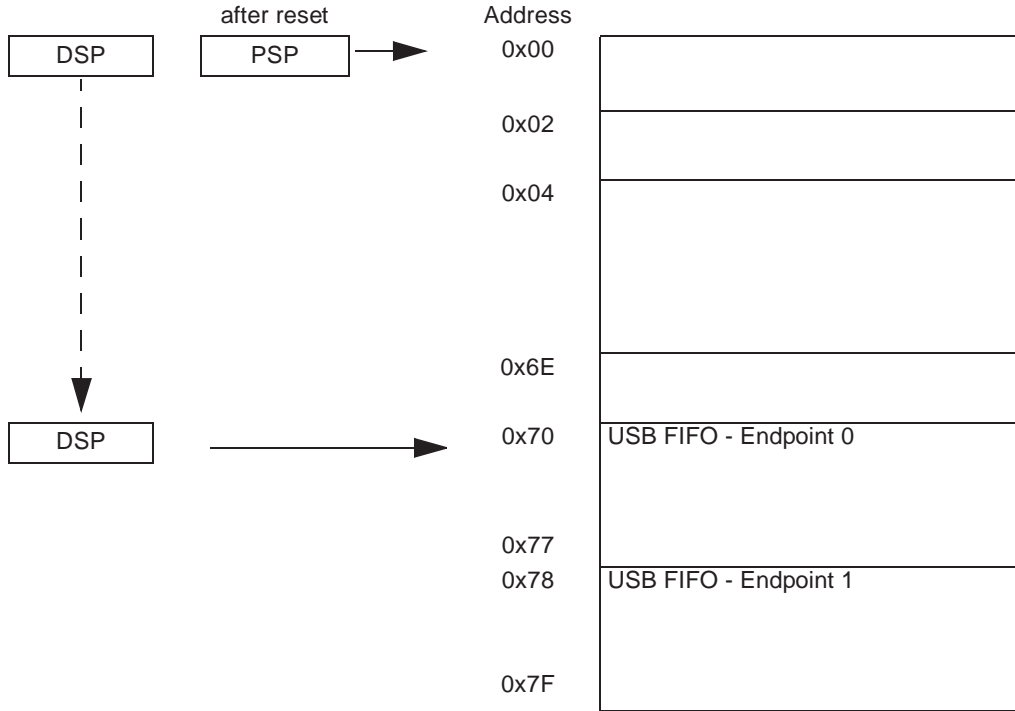 after reset Address
DSP PSP 0x00
0x02
0x04
0x6E
DSP 0x70 USB FIFO - Endpoint 0
0x77
0x78 USB FIFO - Endpoint 1
0x7F